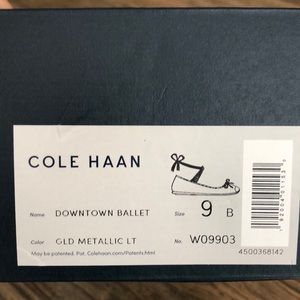 COLE HAAN
Name DOWNTOWN BALLET Size 9 B
Color GLD METALLIC LT No. W09903
May be patented. Pat. Colehaan.com/Patents.html
4500368142